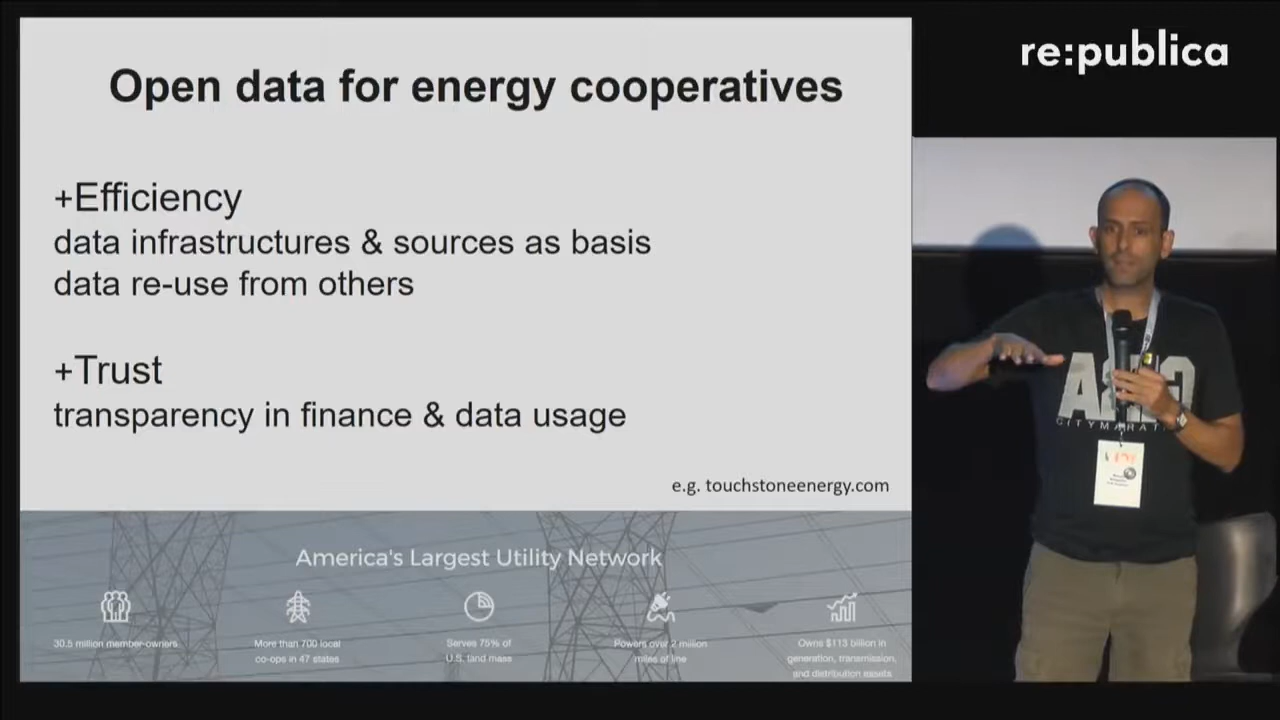 re:publica
Open data for energy cooperatives
+Efficiency
data infrastructures & sources as basis
data re-use from others
+Trust
transparency in finance & data usage
e.g. touchstoneenergy.com
America's Largest Utility Network
30.5 million member-owners
More than 700 local
co-ops in 47 states
Serves 75% of
U.S. land mass
Powers over 2 million
miles of line
Owns $113 billion in
generation, transmission,
and distribution assets